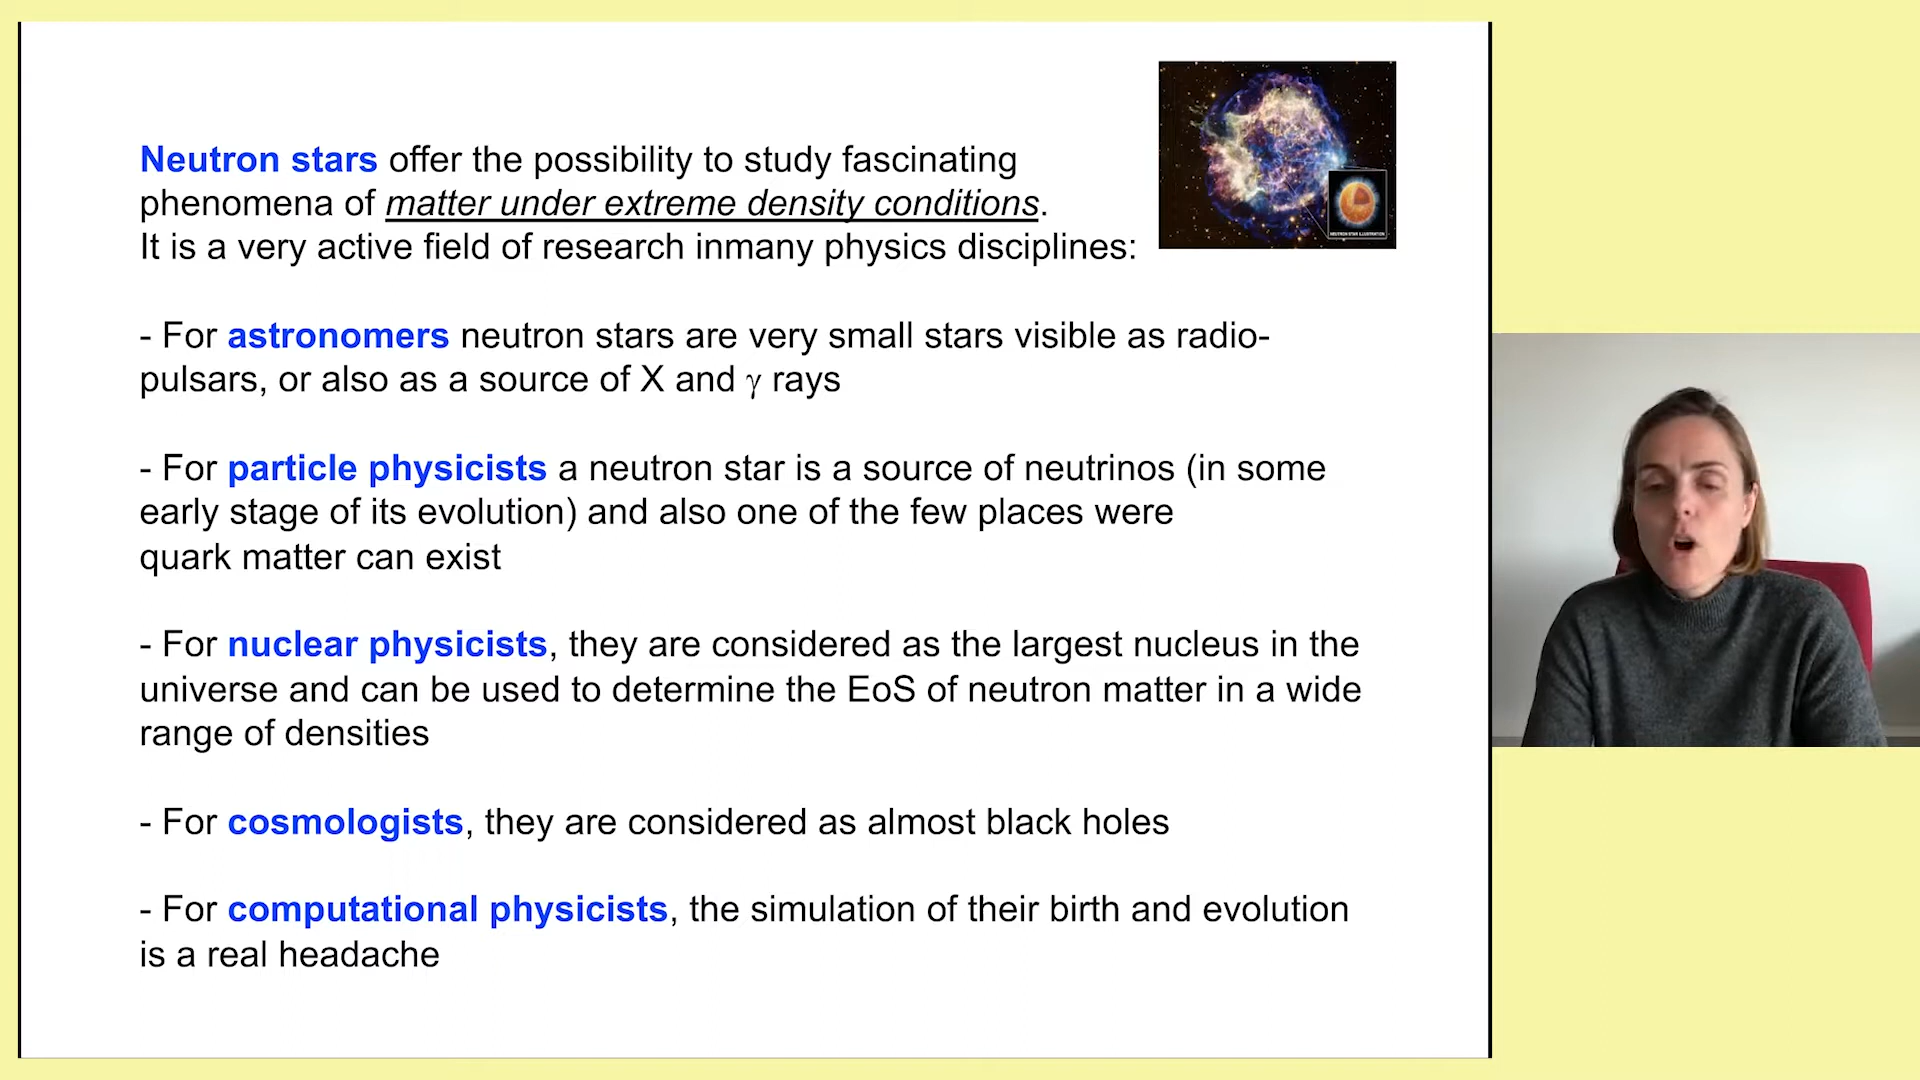 Neutron stars offer the possibility to study fascinating
phenomena of matter under extreme density conditions.
It is a very active field of research inmany physics disciplines:
- For astronomers neutron stars are very small stars visible as radio-
pulsars, or also as a source of X and γ rays
- For particle physicists a neutron star is a source of neutrinos (in some
early stage of its evolution) and also one of the few places were
quark matter can exist
- For nuclear physicists, they are considered as the largest nucleus in the
universe and can be used to determine the EoS of neutron matter in a wide
range of densities
- For cosmologists, they are considered as almost black holes
- For computational physicists, the simulation of their birth and evolution
is a real headache
NEUTRON STAR ILLUSTRATION